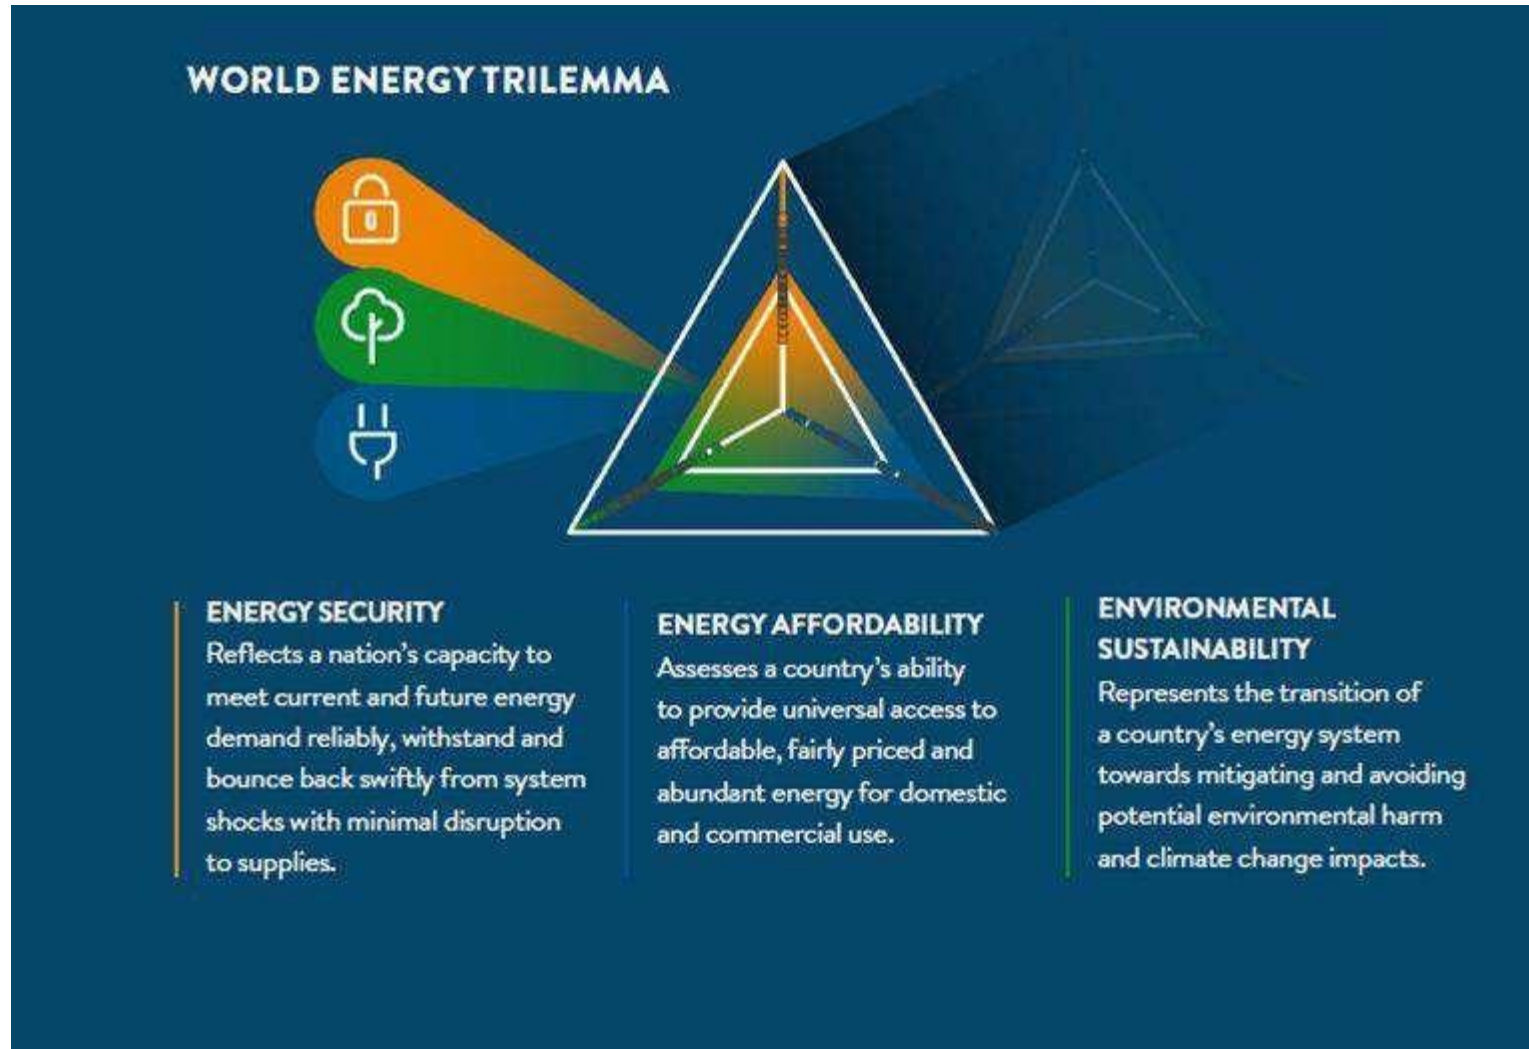 WORLD ENERGY TRILEMMA
ENERGY SECURITY
Reflects a nation's capacity to
meet current and future energy
demand reliably, withstand and
bounce back swiftly from system
shocks with minimal disruption
to supplies.
ENERGY AFFORDABILITY
Assesses a country's ability
to provide universal access to
affordable, fairly priced and
abundant energy for domestic
and commercial use.
ENVIRONMENTAL
SUSTAINABILITY
Represents the transition of
a country's energy system
towards mitigating and avoiding
potential environmental harm
and climate change impacts.